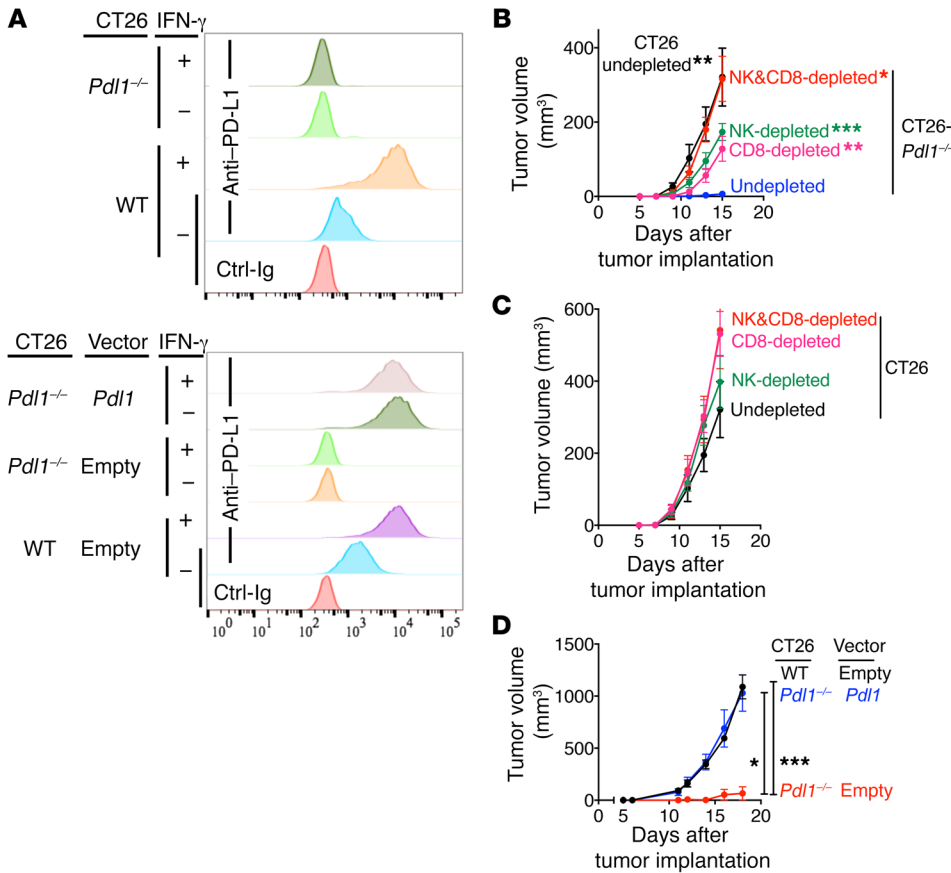 A
CT26 IFN-γ
Pdl1–/–
+
–
WT
+
–
Anti–PD-L1
Ctrl-Ig
CT26 Vector IFN-γ
Pdl1–/– Pdl1 +
–
Pdl1–/– Empty +
–
WT Empty +
–
Anti–PD-L1
Ctrl-Ig
10^0 10^1 10^2 10^3 10^4 10^5
B
Tumor volume
(mm3)
400
200
0
0 5 10 15 20
Days after
tumor implantation
CT26
undepleted**
NK&CD8-depleted*
NK-depleted***
CD8-depleted**
Undepleted
CT26-
Pdl1–/–
C
Tumor volume (mm3)
600
400
200
0
0 5 10 15 20
Days after
tumor implantation
NK&CD8-depleted
CD8-depleted
NK-depleted
Undepleted
CT26
D
Tumor volume
(mm3)
1500
1000
500
0
0 5 10 15 20
Days after
tumor implantation
CT26 Vector
WT Empty
Pdl1–/– Pdl1
* ***
Pdl1–/– Empty